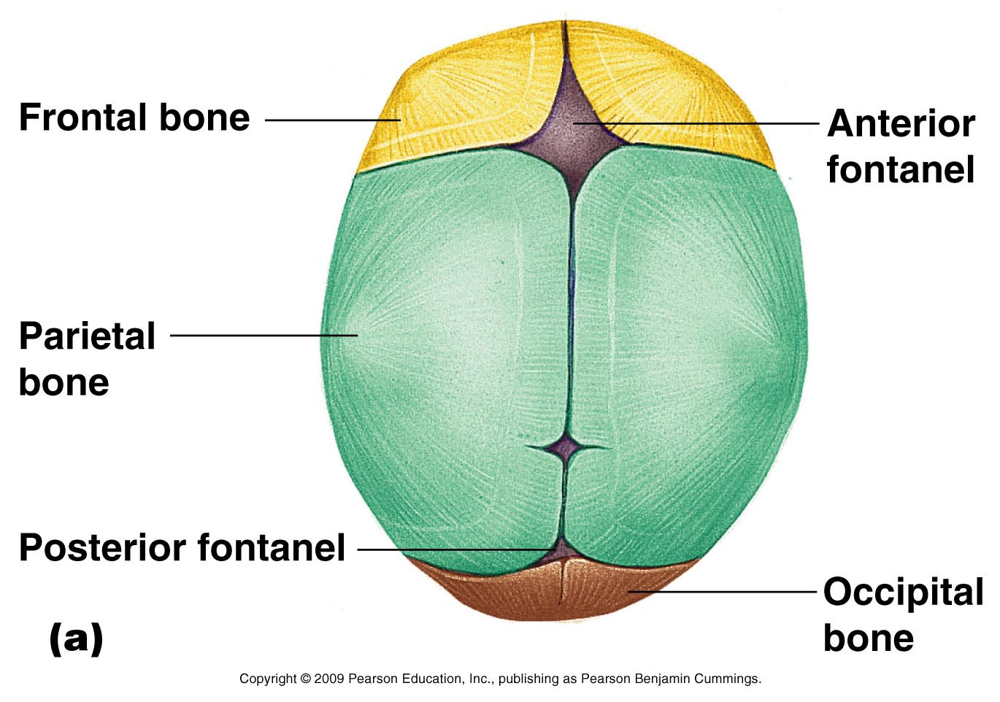 Frontal bone
Anterior
fontanel
Parietal
bone
Posterior fontanel
Occipital
bone
(a)
Copyright © 2009 Pearson Education, Inc., publishing as Pearson Benjamin Cummings.